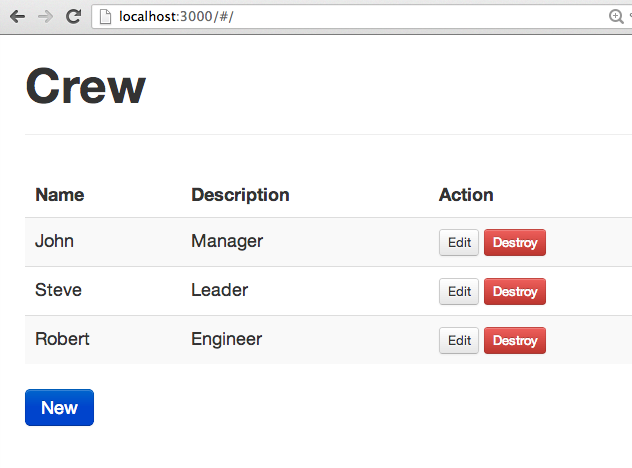 localhost:3000/#/
Crew
Name Description Action
John Manager Edit Destroy
Steve Leader Edit Destroy
Robert Engineer Edit Destroy
New